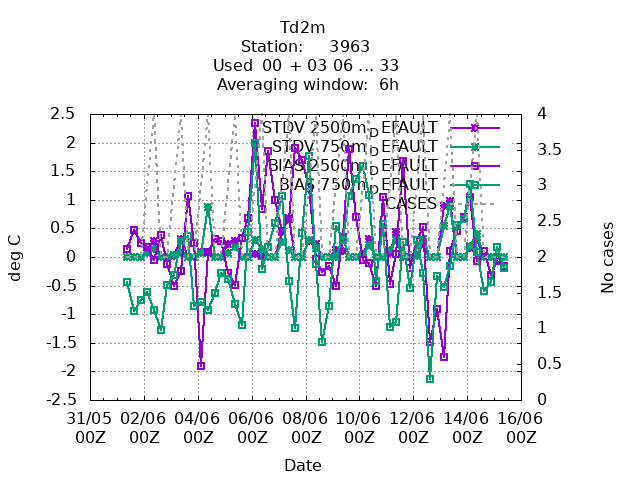 Td2m
Station:     3963
Used  00 + 03 06 ... 33
Averaging window:  6h
STDV 2500m_DEFAULT
STDV 750m_DEFAULT
BIAS 2500m_DEFAULT
BIAS 750m_DEFAULT
CASES
2.5
2
1.5
1
0.5
0
-0.5
-1
-1.5
-2
-2.5
4
3.5
3
2.5
2
1.5
1
0.5
0
deg C
No cases
31/05 02/06 04/06 06/06 08/06 10/06 12/06 14/06 16/06
00Z 00Z 00Z 00Z 00Z 00Z 00Z 00Z 00Z
Date